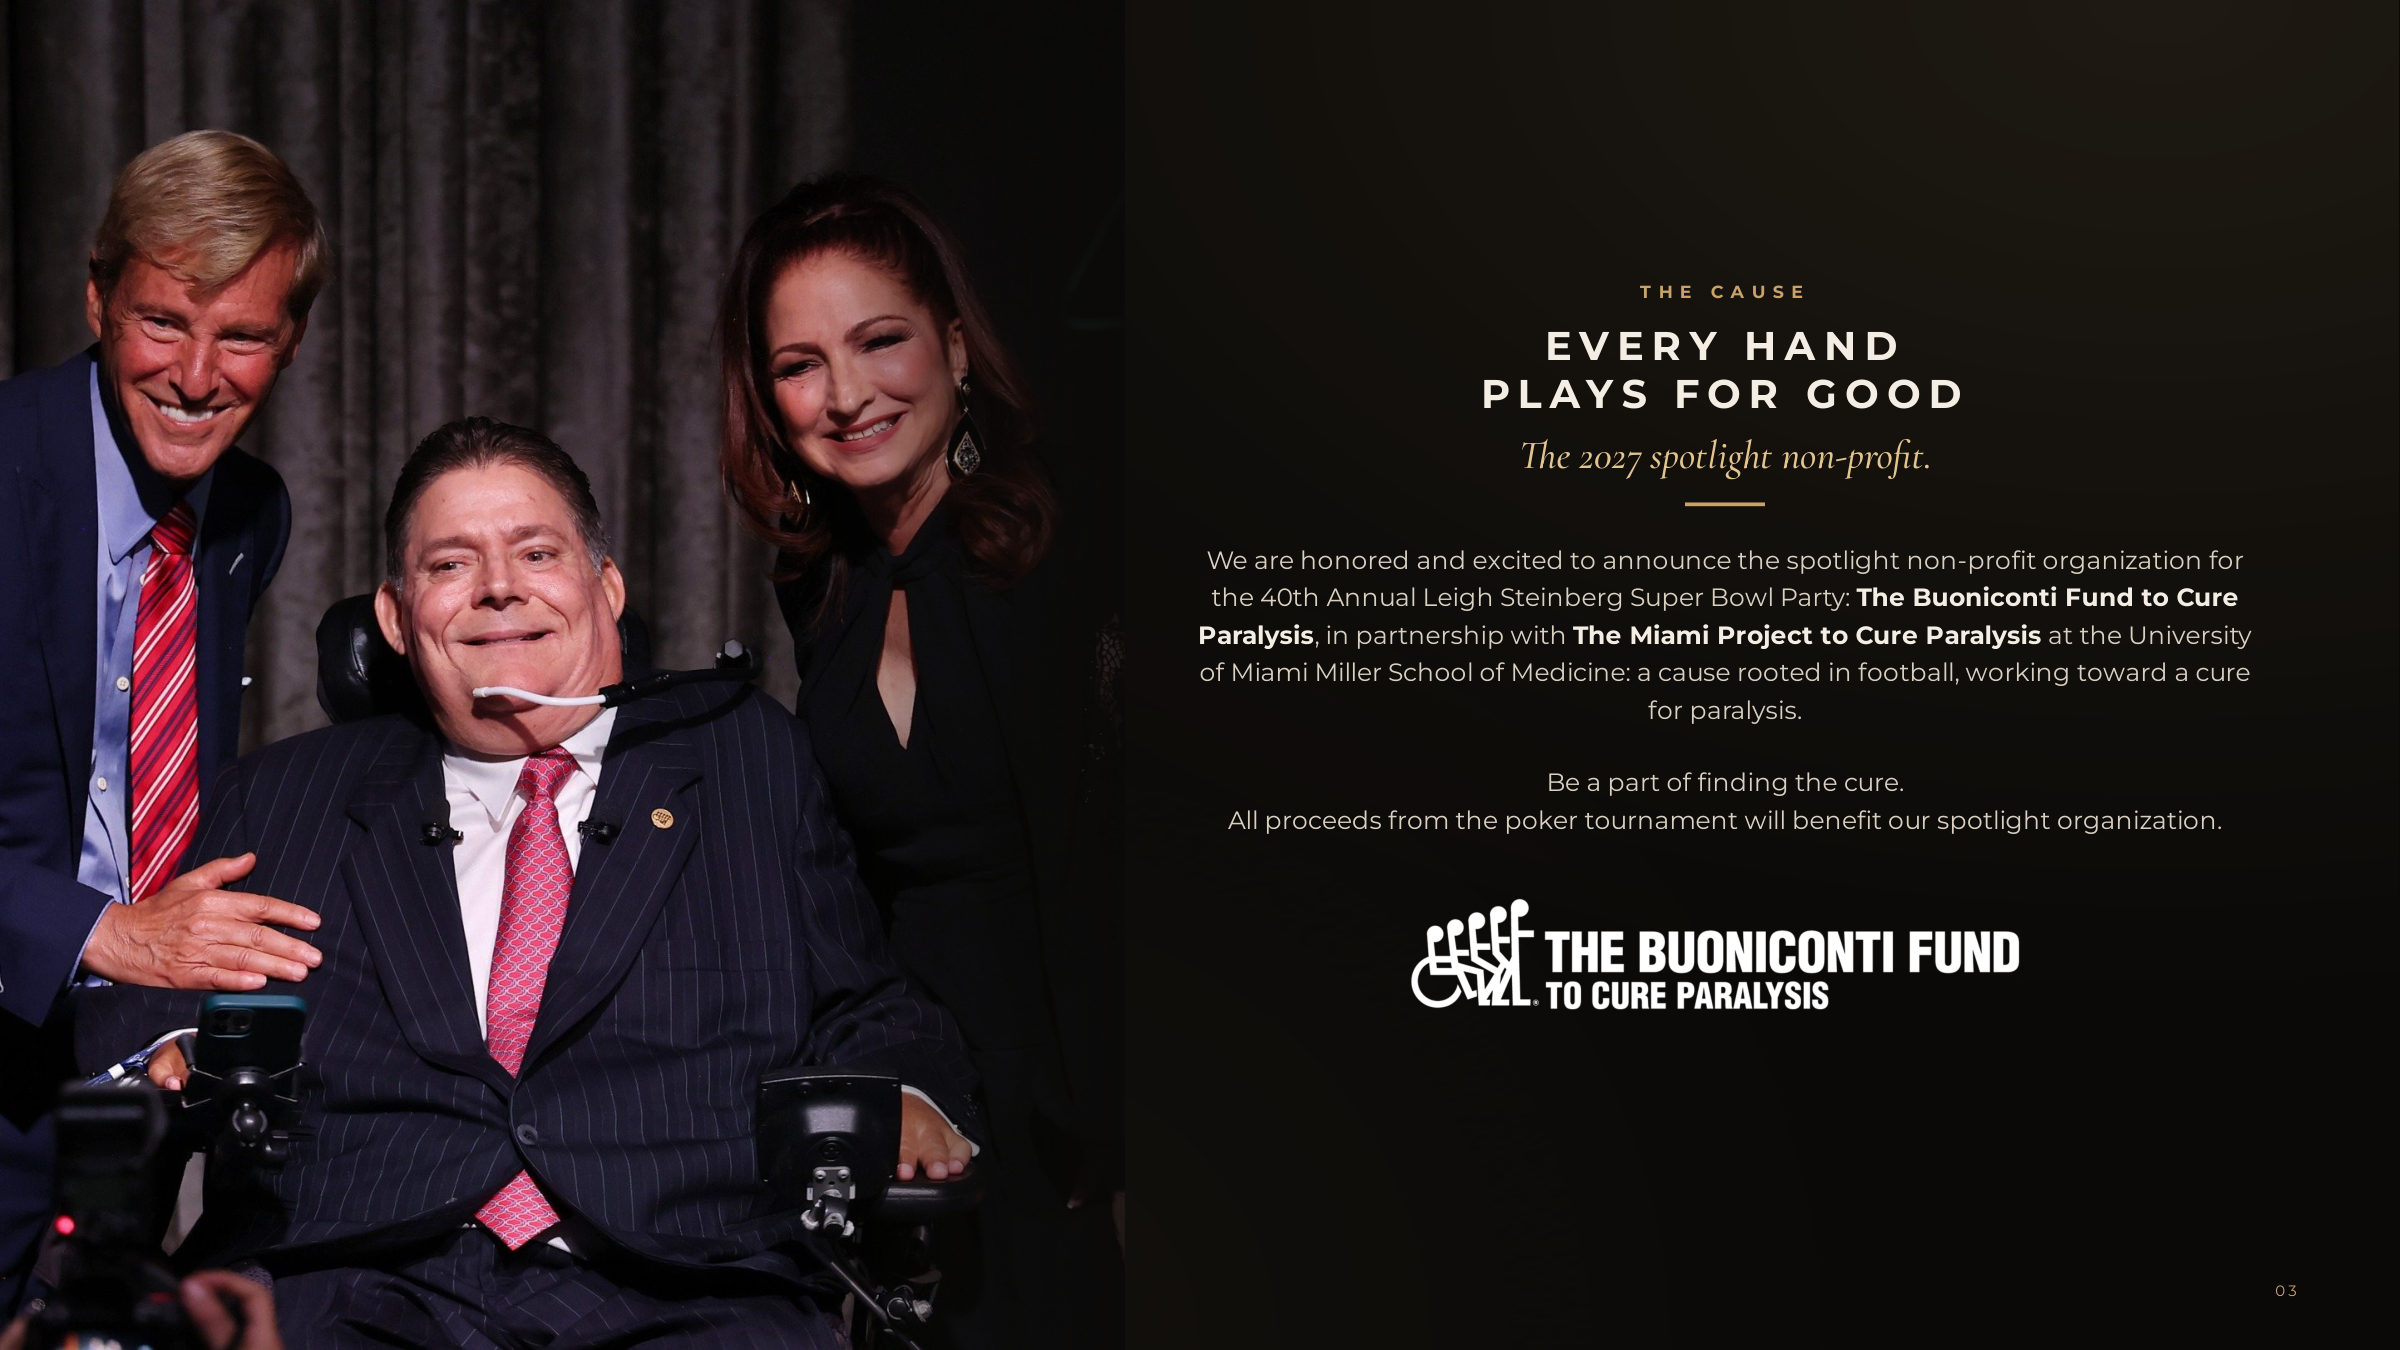 THE CAUSE
EVERY HAND
PLAYS FOR GOOD
The 2027 spotlight non-profit.
We are honored and excited to announce the spotlight non-profit organization for
the 40th Annual Leigh Steinberg Super Bowl Party: The Buoniconti Fund to Cure
Paralysis, in partnership with The Miami Project to Cure Paralysis at the University
of Miami Miller School of Medicine: a cause rooted in football, working toward a cure
for paralysis.
Be a part of finding the cure.
All proceeds from the poker tournament will benefit our spotlight organization.
THE BUONICONTI FUND
®
TO CURE PARALYSIS
03